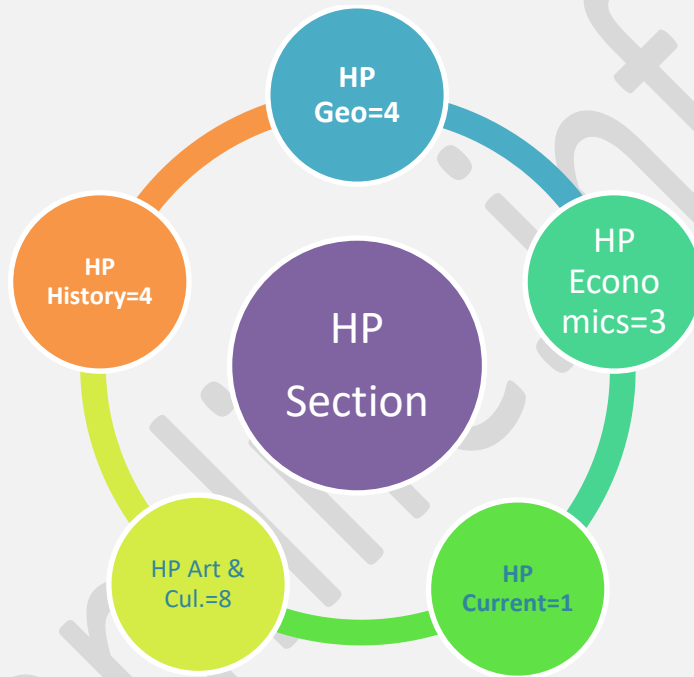 HP
Geo=4
HP
Econo
mics=3
HP
History=4
HP
Section
HP Art &
Cul.=8
HP
Current=1